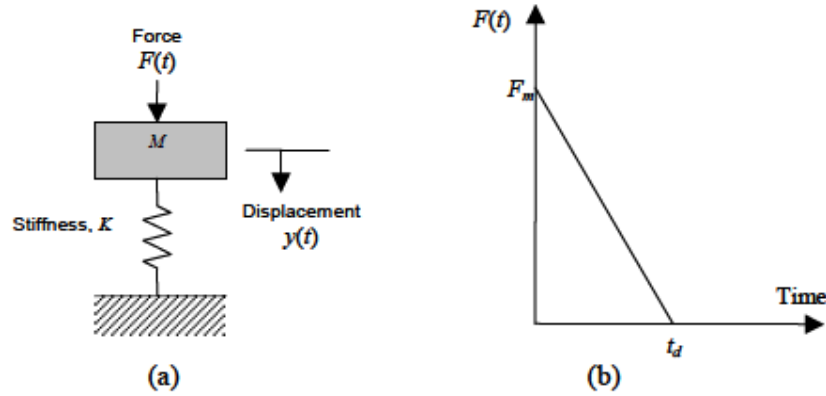 Force
F(t)
M
Stiffness, K
Displacement
y(t)
(a)
F(t)
F_m
Time
t_d
(b)